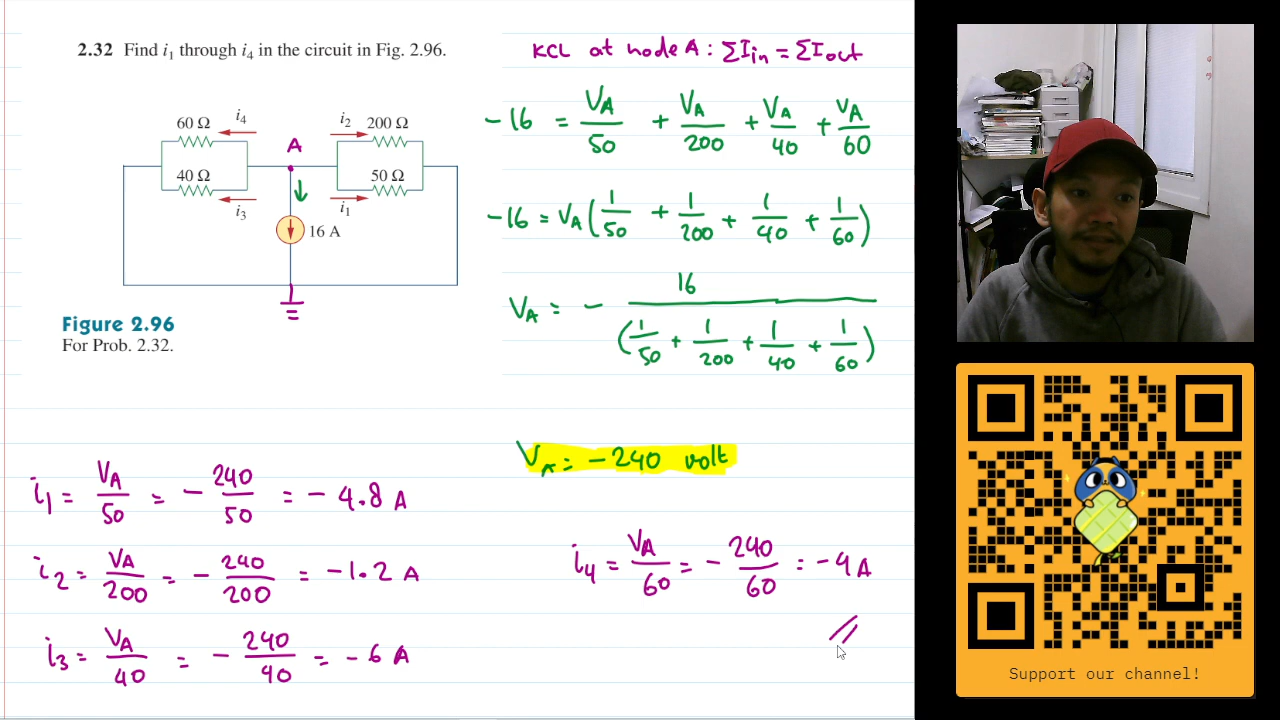 2.32 Find i₁ through i₄ in the circuit in Fig. 2.96.
60 Ω i₄ i₂ 200 Ω
A
40 Ω 50 Ω
i₃ i₁
16 A
Figure 2.96
For Prob. 2.32.
KCL at node A : ΣIin = ΣIout
-16 = VA/50 + VA/200 + VA/40 + VA/60
-16 = VA(1/50 + 1/200 + 1/40 + 1/60)
VA = - 16/(1/50 + 1/200 + 1/40 + 1/60)
VA = -240 volt
i₁ = VA/50 = - 240/50 = - 4.8 A
i₂ = VA/200 = - 240/200 = -1.2 A
i₃ = VA/40 = - 240/40 = - 6 A
i₄ = VA/60 = - 240/60 = -4 A
Support our channel!